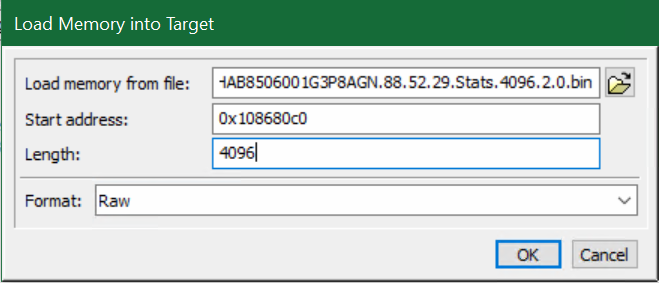 Load Memory into Target
Load memory from file: HAB8506001G3P8AGN.88.52.29.Stats.4096.2.0.bin
Start address: 0x108680c0
Length: 4096
Format: Raw
OK Cancel